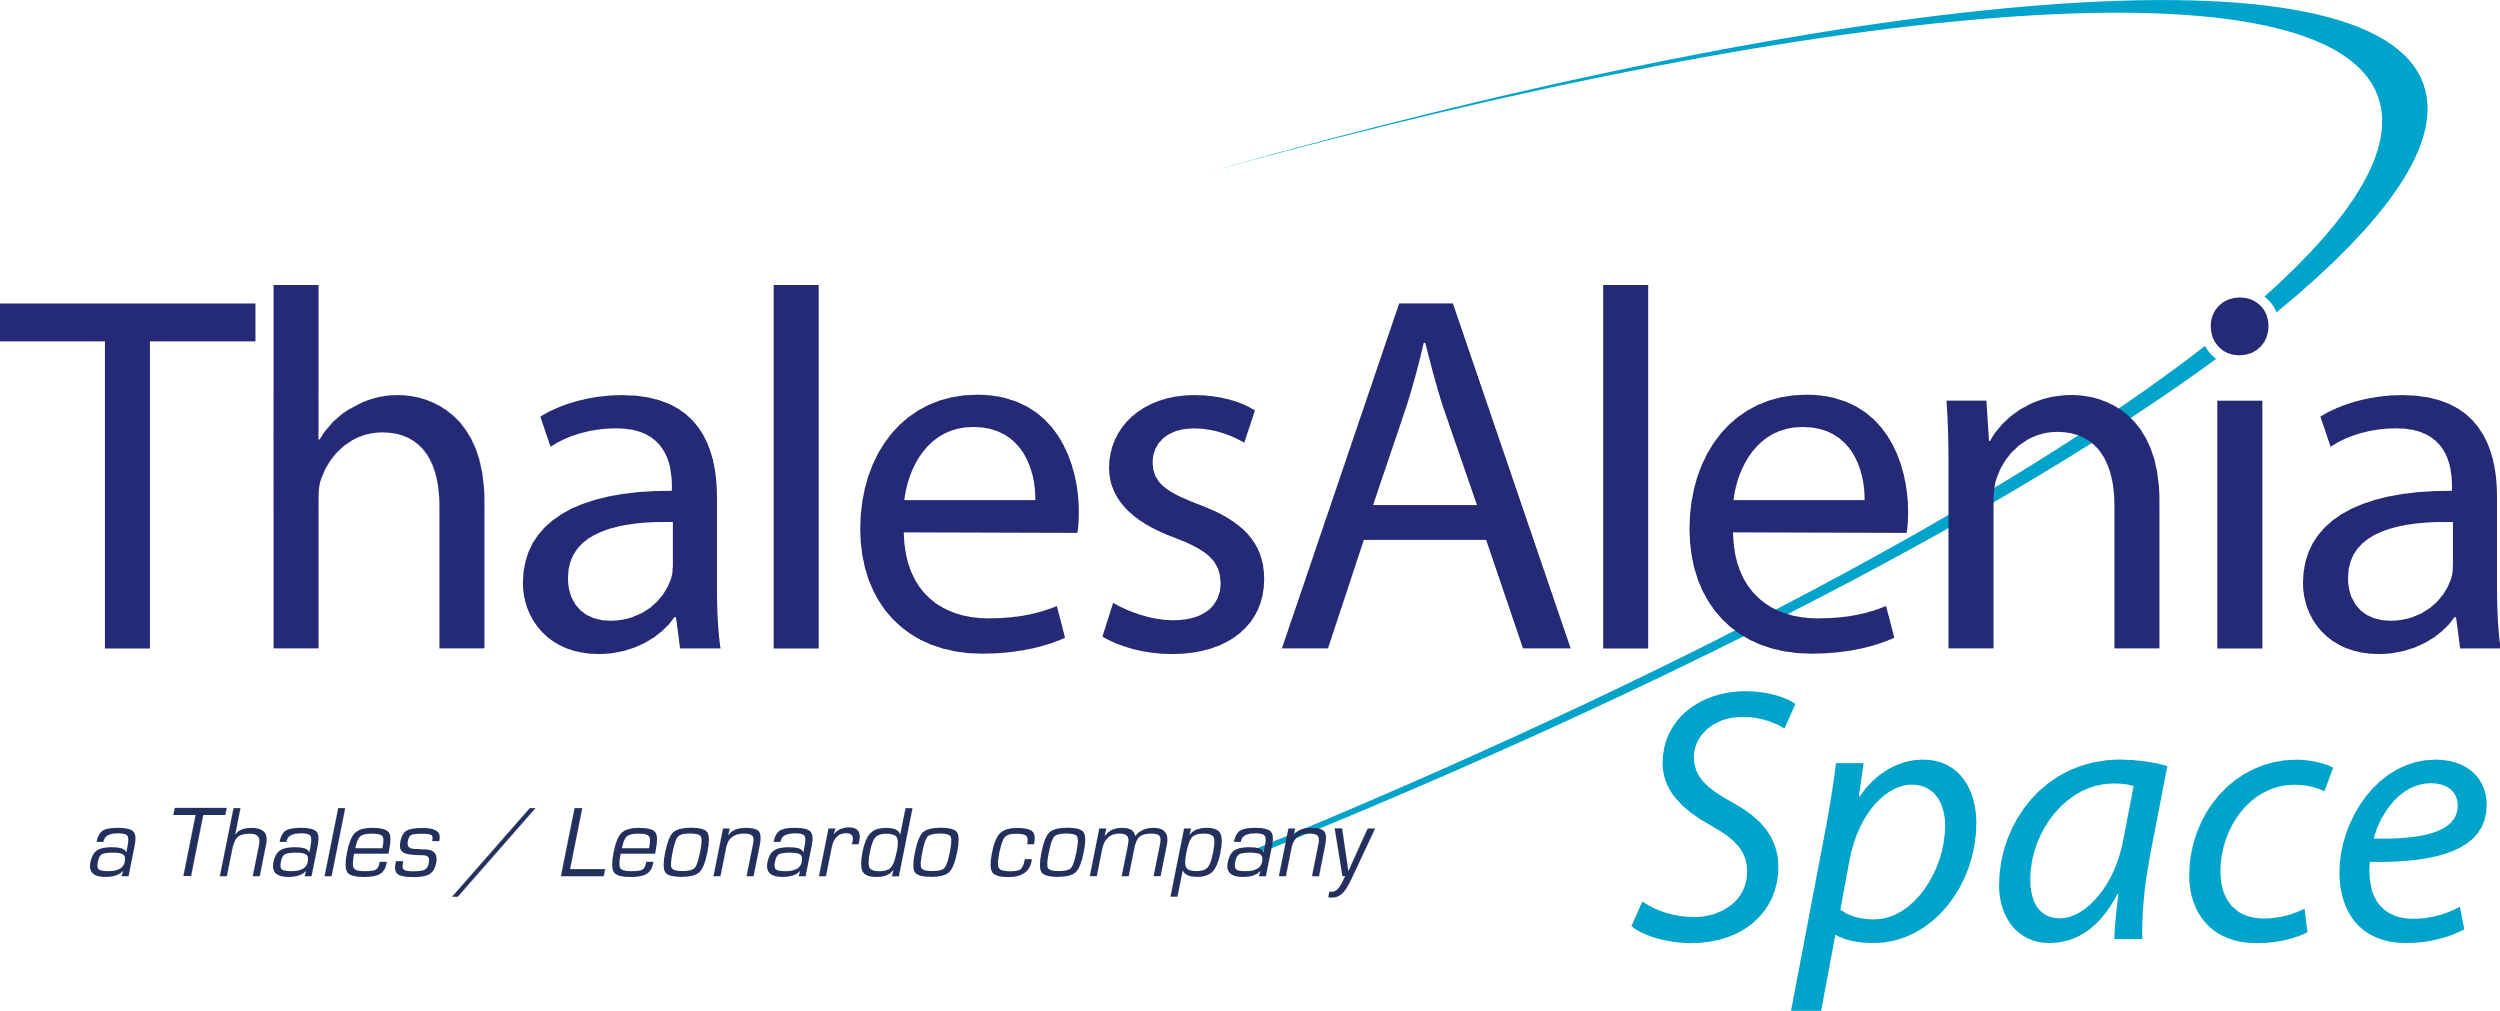 ThalesAlenia
Space
a Thales / Leonardo company